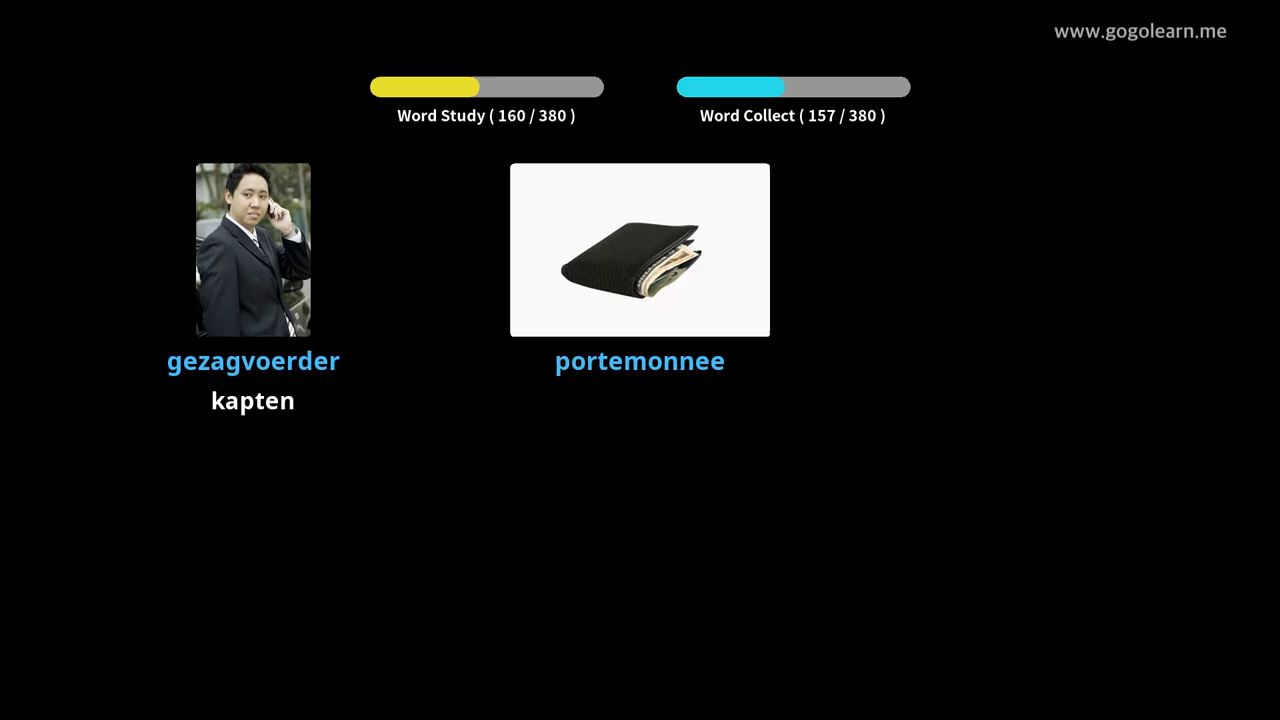 www.gogolearn.me
Word Study ( 160 / 380 )
Word Collect ( 157 / 380 )
gezagvoerder
portemonnee
kapten